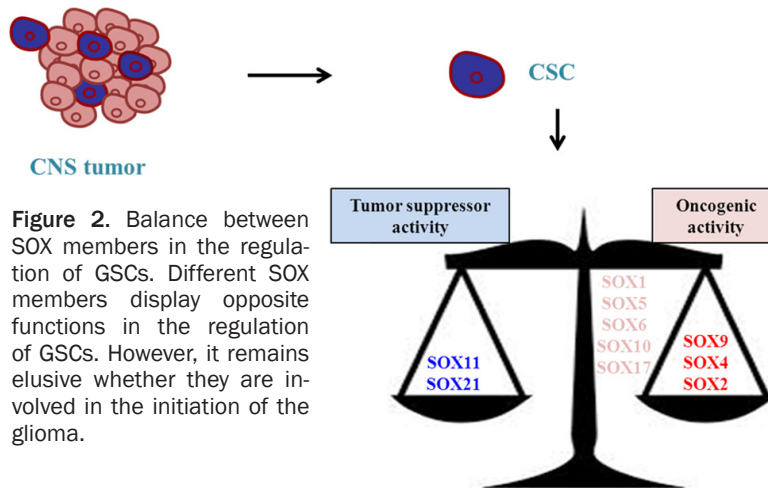 CSC
CNS tumor
Figure 2. Balance between
SOX members in the regula-
tion of GSCs. Different SOX
members display opposite
functions in the regulation
of GSCs. However, it remains
elusive whether they are in-
volved in the initiation of the
glioma.
Tumor suppressor
activity
Oncogenic
activity
SOX11
SOX21
SOX1
SOX5
SOX6
SOX10
SOX17
SOX9
SOX4
SOX2